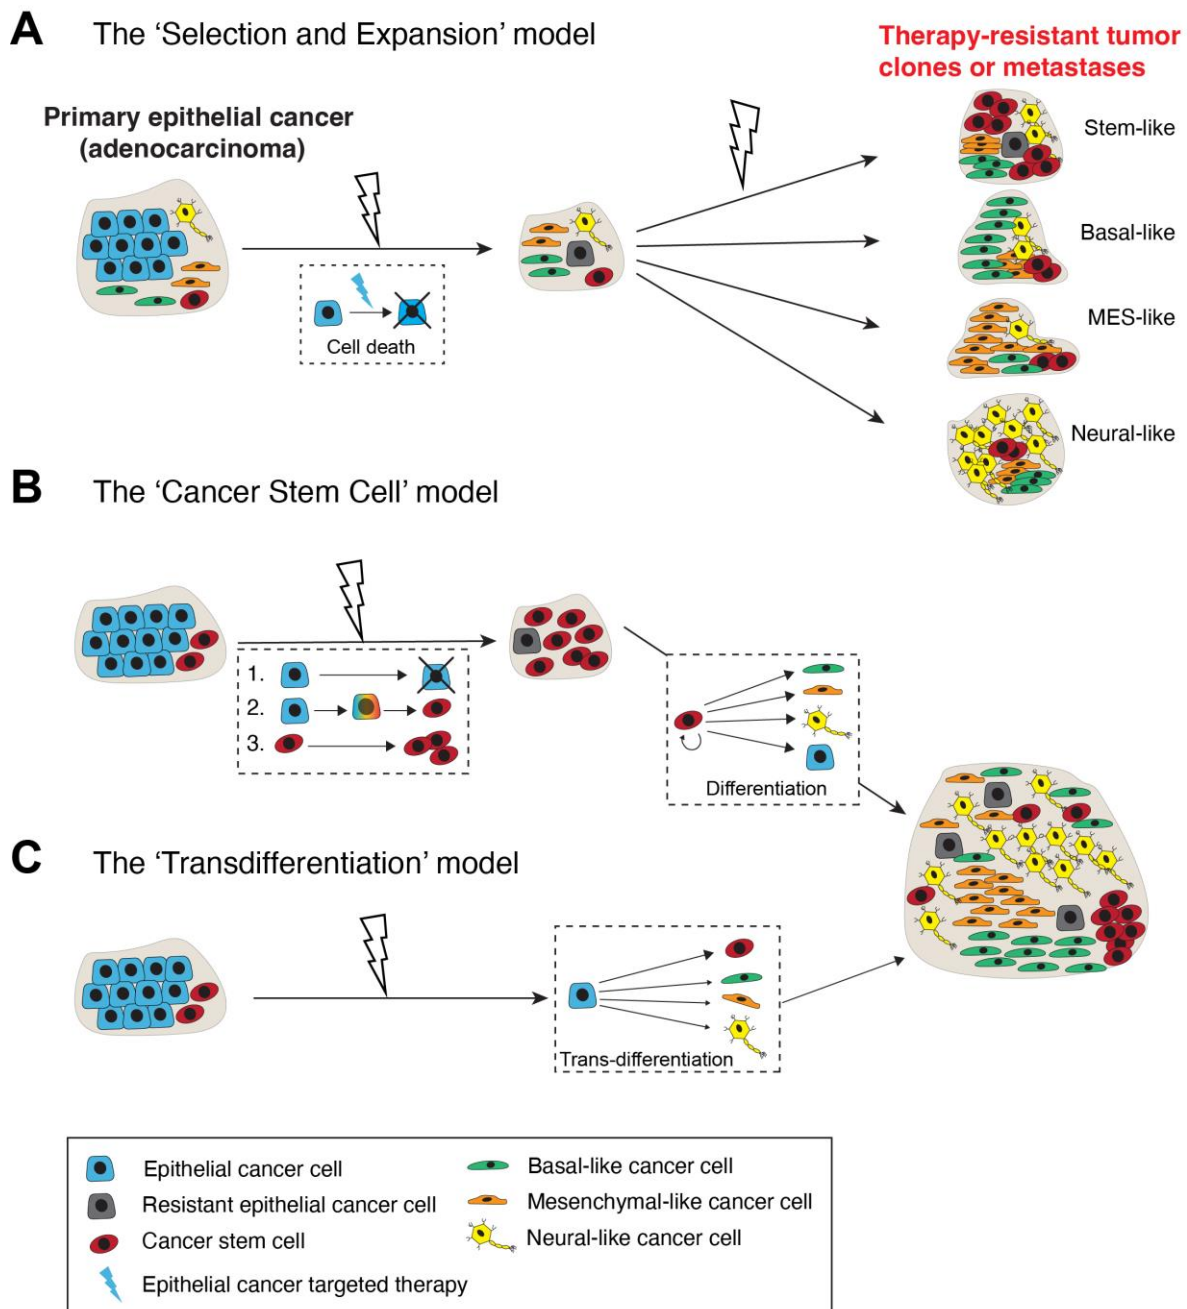 A The 'Selection and Expansion' model
Therapy-resistant tumor
clones or metastases
Primary epithelial cancer
(adenocarcinoma)
Cell death
Stem-like
Basal-like
MES-like
Neural-like
B The 'Cancer Stem Cell' model
1.
2.
3.
Differentiation
C The 'Transdifferentiation' model
Trans-differentiation
Epithelial cancer cell
Resistant epithelial cancer cell
Cancer stem cell
Epithelial cancer targeted therapy
Basal-like cancer cell
Mesenchymal-like cancer cell
Neural-like cancer cell